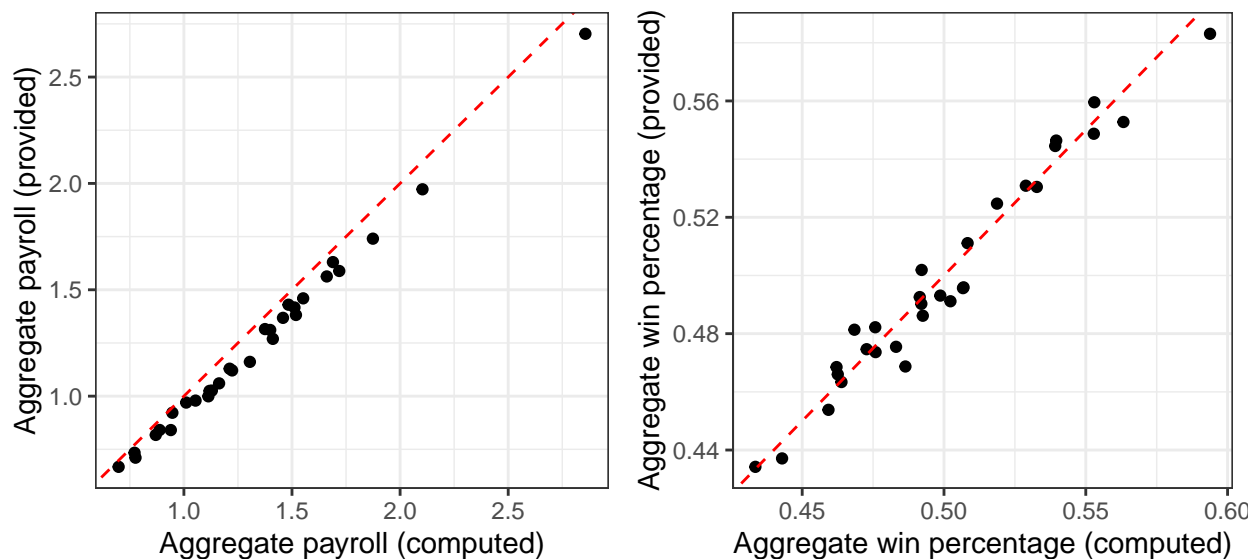 Aggregate payroll (provided)
2.5
2.0
1.5
1.0
1.0 1.5 2.0 2.5
Aggregate payroll (computed)
Aggregate win percentage (provided)
0.56
0.52
0.48
0.44
0.45 0.50 0.55 0.60
Aggregate win percentage (computed)